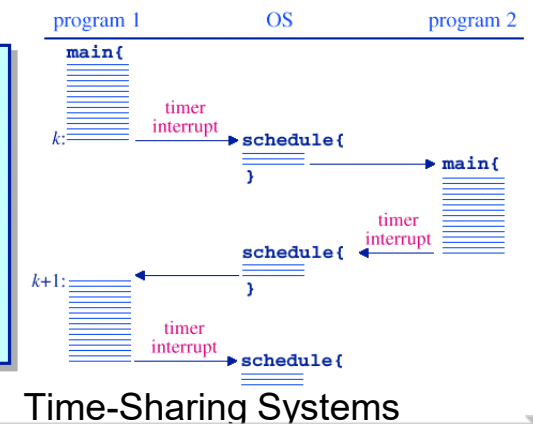 program 1 OS program 2
main{
timer
interrupt
k: schedule{
main{
}
timer
interrupt
schedule{
k+1:
}
timer
interrupt
schedule{
Time-Sharing Systems